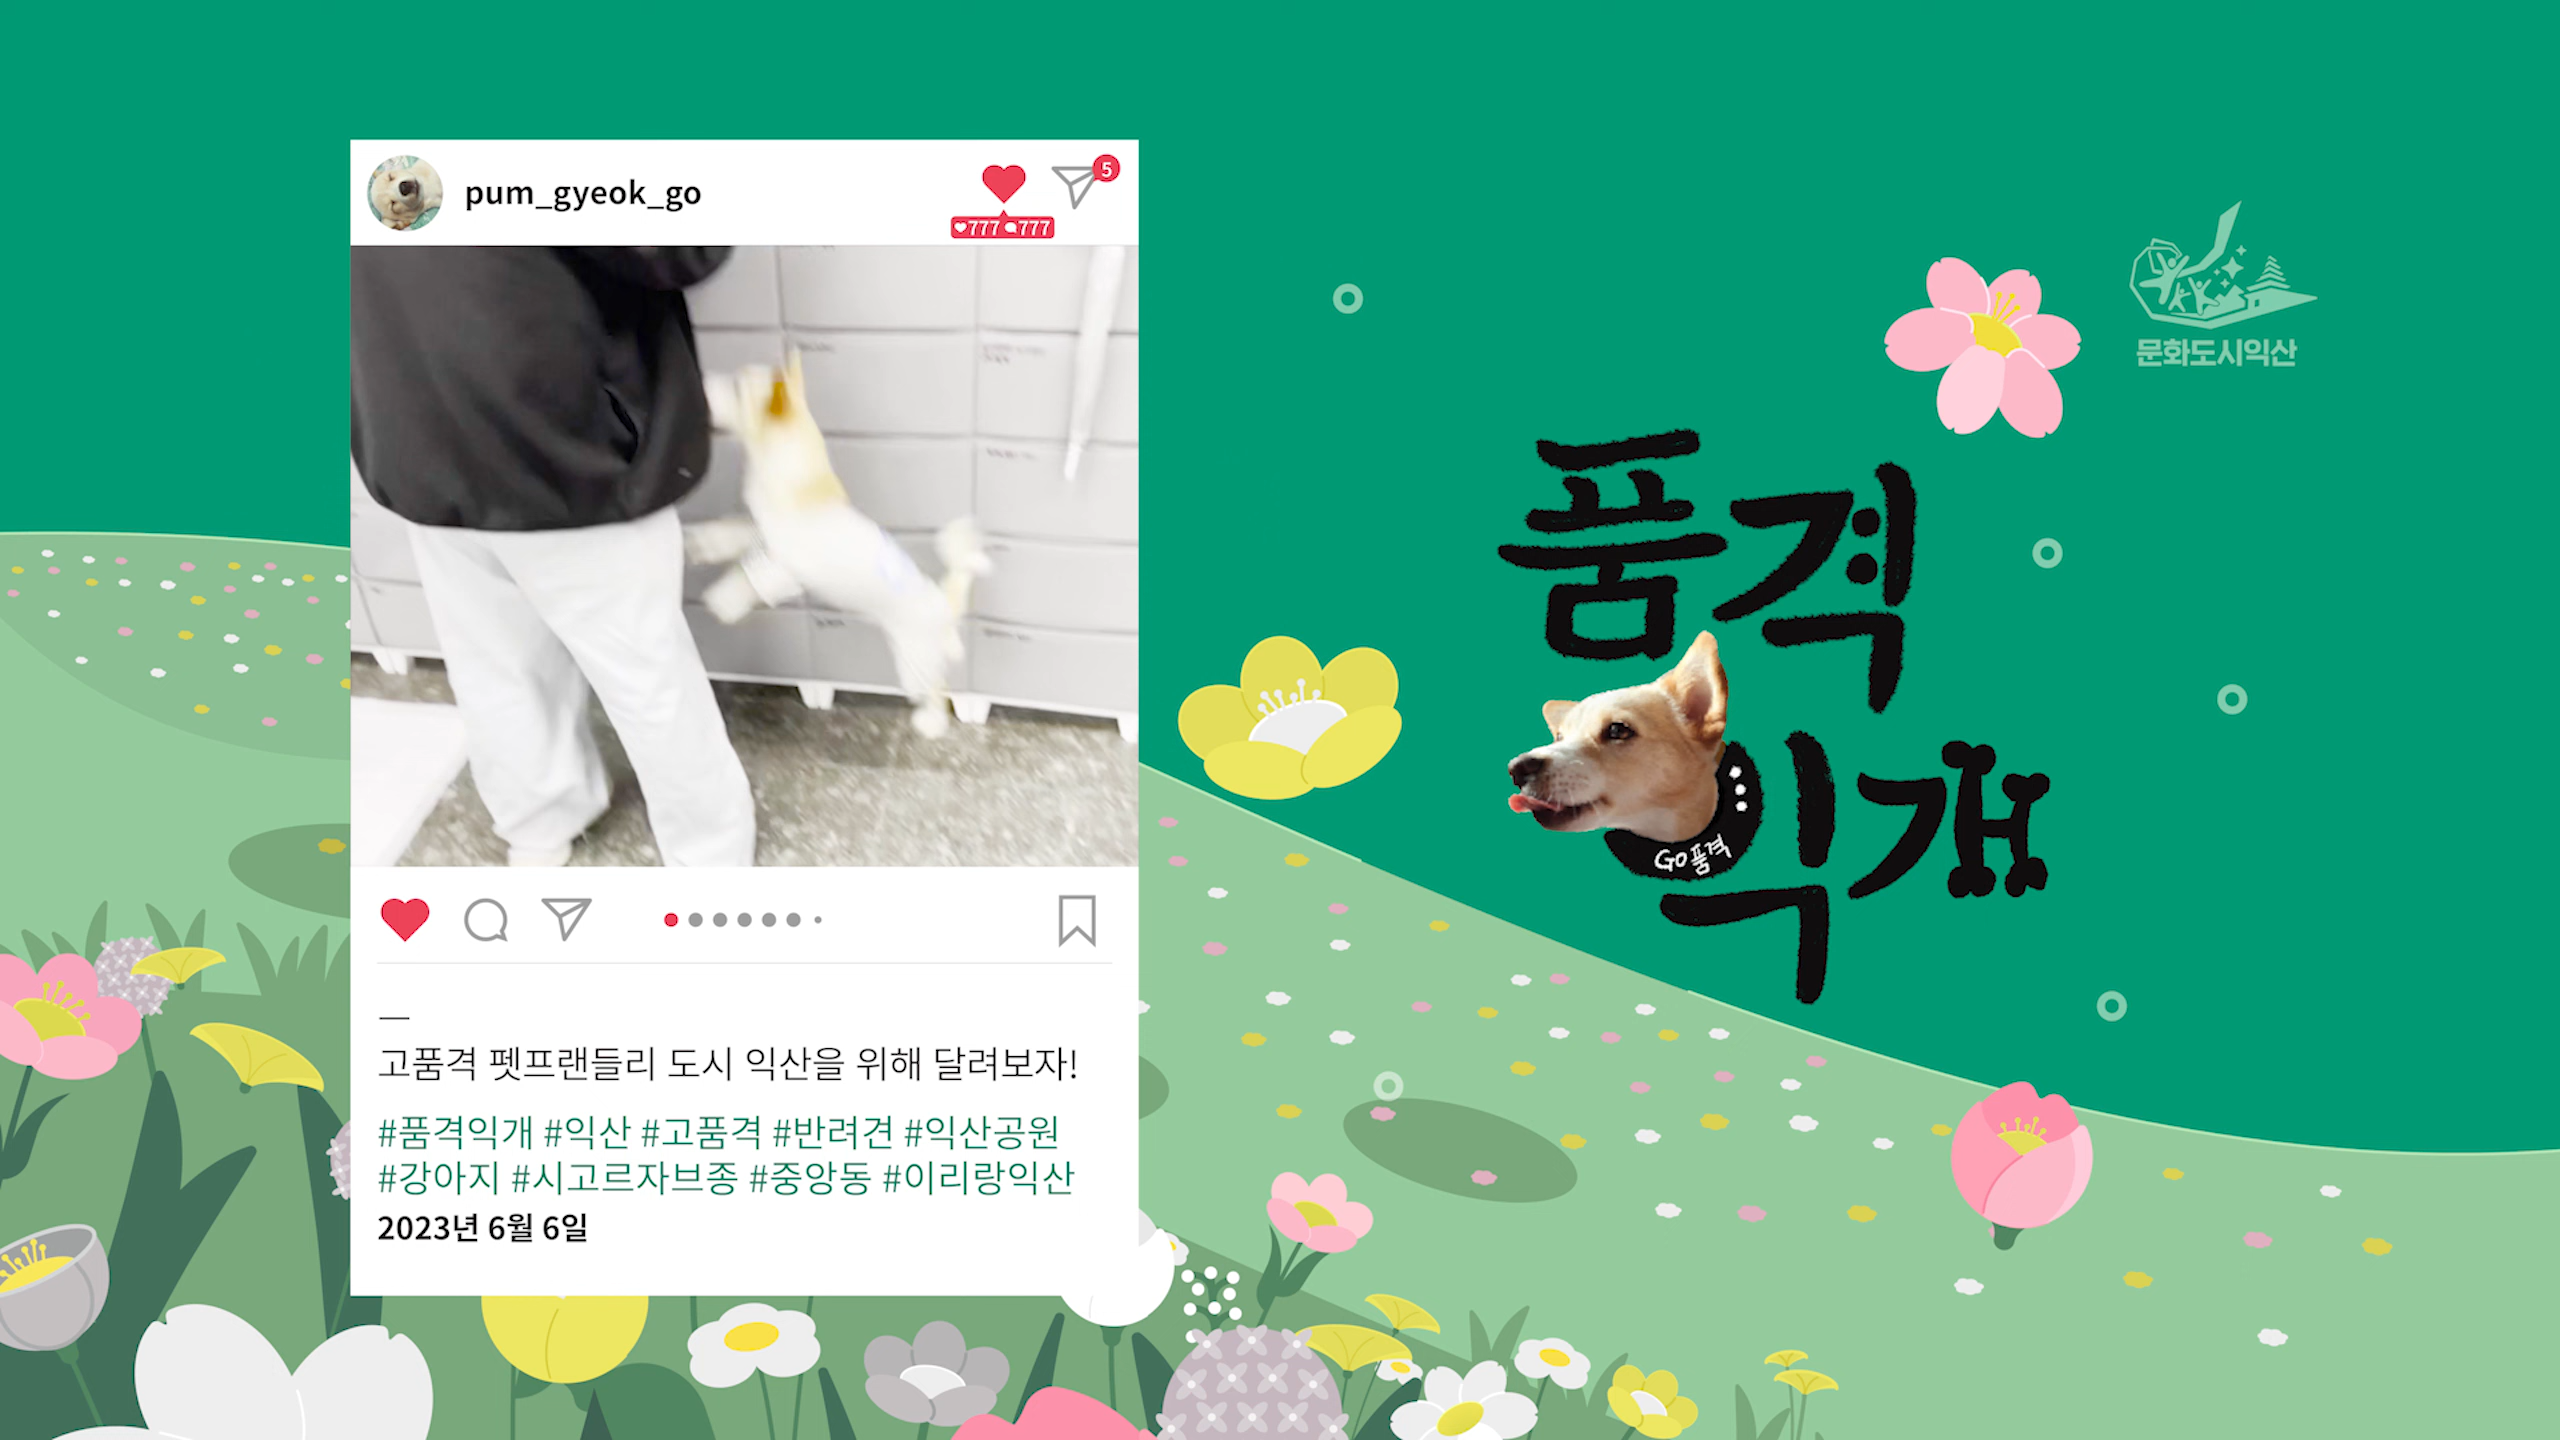 pum_gyeok_go
5
777 777
고품격 펫프랜들리 도시 익산을 위해 달려보자!
#품격익개 #익산 #고품격 #반려견 #익산공원
#강아지 #시고르자브종 #중앙동 #이리랑익산
2023년 6월 6일
문화도시익산
품격
익개
GO품격